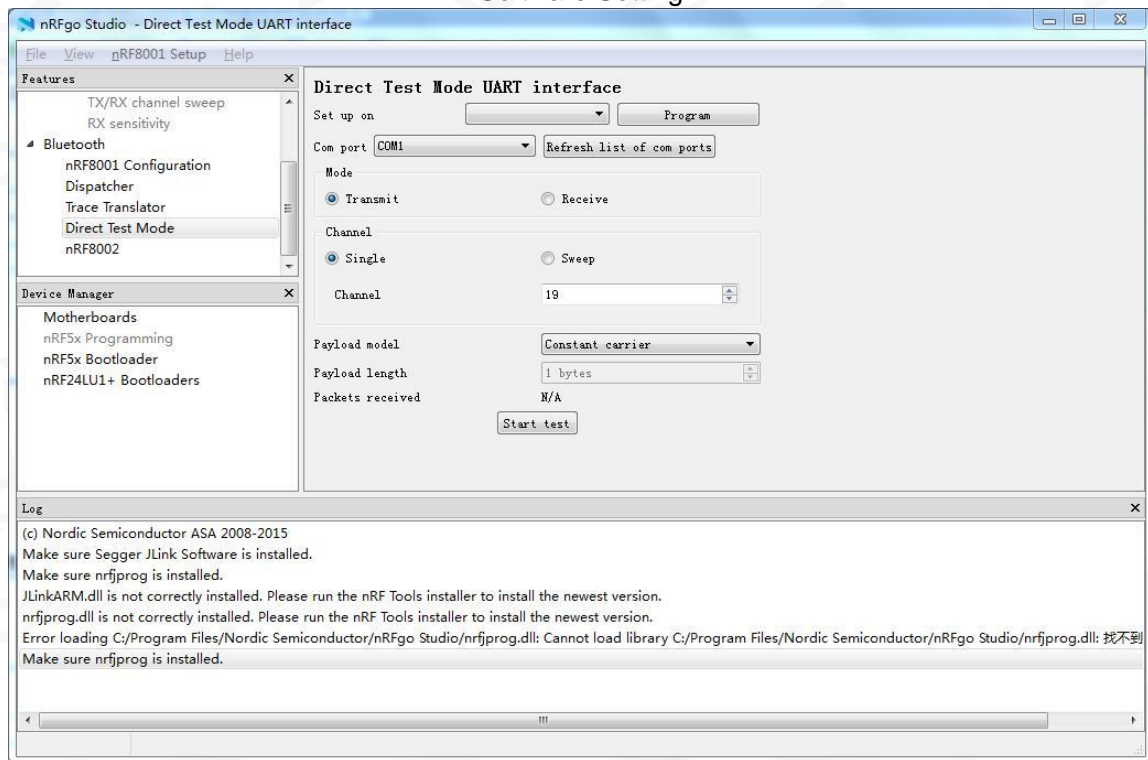 nRFgo Studio - Direct Test Mode UART interface
File View nRF8001 Setup Help
Features
TX/RX channel sweep
RX sensitivity
Bluetooth
nRF8001 Configuration
Dispatcher
Trace Translator
Direct Test Mode
nRF8002
Device Manager
Motherboards
nRF5x Programming
nRF5x Bootloader
nRF24LU1+ Bootloaders
Direct Test Mode UART interface
Set up on Program
Com port COM1 Refresh list of com ports
Mode
Transmit Receive
Channel
Single Sweep
Channel 19
Payload model Constant carrier
Payload length 1 bytes
Packets received N/A
Start test
Log
(c) Nordic Semiconductor ASA 2008-2015
Make sure Segger JLink Software is installed.
Make sure nrfjprog is installed.
JLinkARM.dll is not correctly installed. Please run the nRF Tools installer to install the newest version.
nrfjprog.dll is not correctly installed. Please run the nRF Tools installer to install the newest version.
Error loading C:/Program Files/Nordic Semiconductor/nRFgo Studio/nrfjprog.dll: Cannot load library C:/Program Files/Nordic Semiconductor/nRFgo Studio/nrfjprog.dll: 找不到
Make sure nrfjprog is installed.